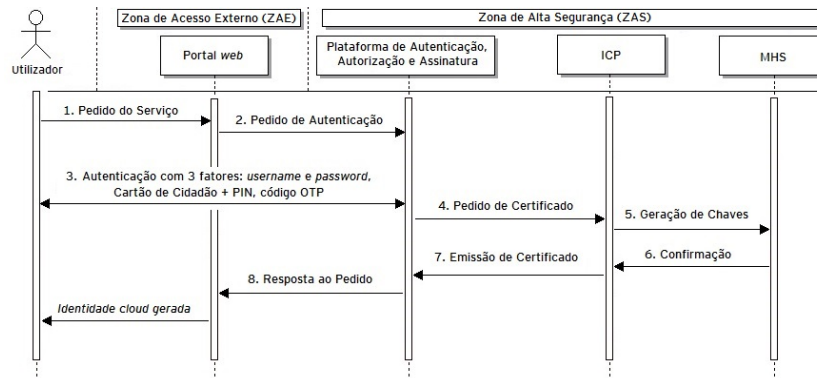 Zona de Acesso Externo (ZAE)
Zona de Alta Segurança (ZAS)
Utilizador
Portal web
Plataforma de Autenticação,
Autorização e Assinatura
ICP
MHS
1. Pedido do Serviço
2. Pedido de Autenticação
3. Autenticação com 3 fatores: username e password,
Cartão de Cidadão + PIN, código OTP
4. Pedido de Certificado
5. Geração de Chaves
6. Confirmação
7. Emissão de Certificado
8. Resposta ao Pedido
Identidade cloud gerada